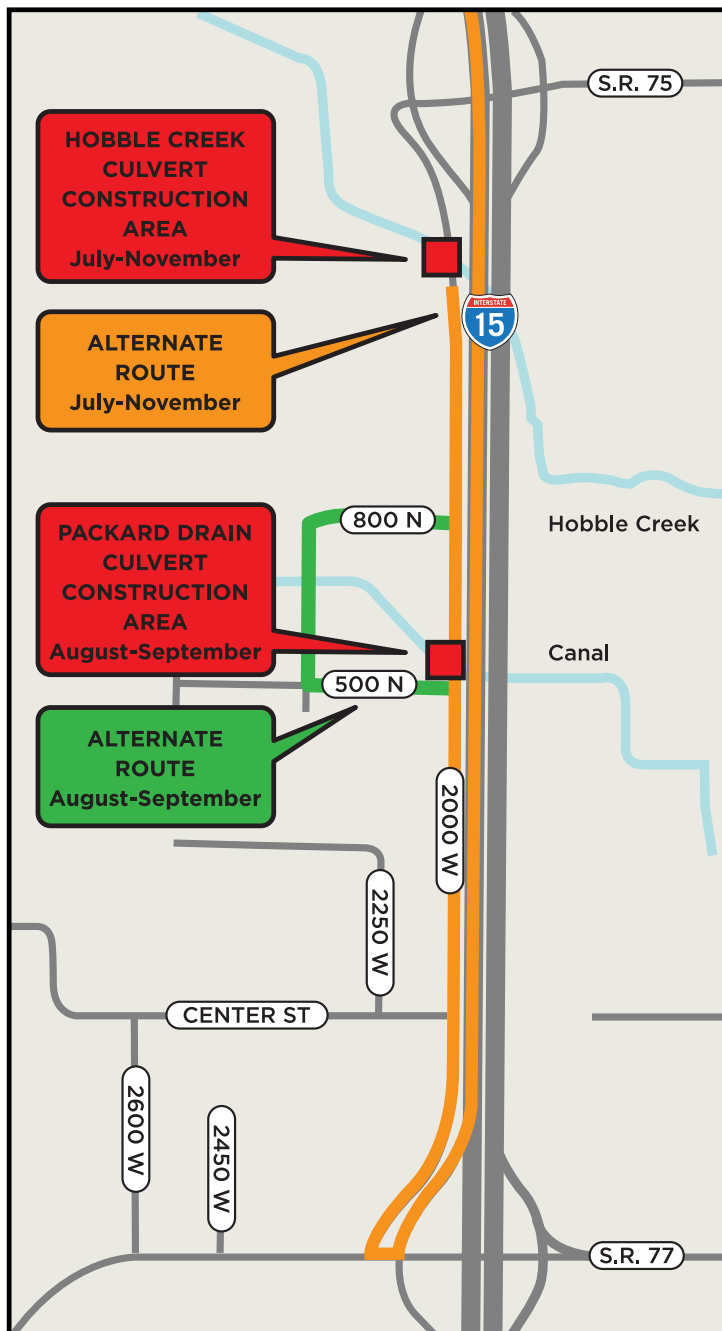 S.R. 75
HOBBLE CREEK
CULVERT
CONSTRUCTION
AREA
July-November
INTERSTATE
15
ALTERNATE
ROUTE
July-November
800 N
Hobble Creek
PACKARD DRAIN
CULVERT
CONSTRUCTION
AREA
August-September
Canal
500 N
ALTERNATE
ROUTE
August-September
2000 W
2250 W
CENTER ST
2600 W
2450 W
S.R. 77